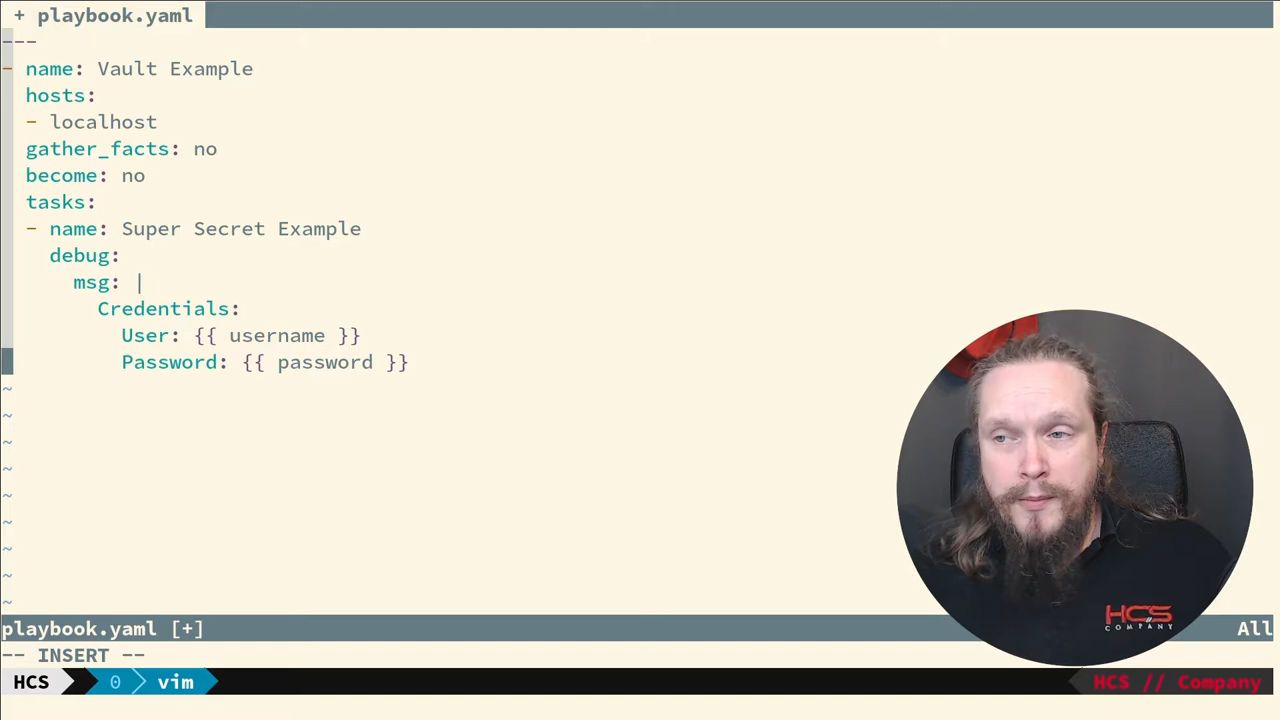 + playbook.yaml
---
- name: Vault Example
  hosts:
  - localhost
  gather_facts: no
  become: no
  tasks:
  - name: Super Secret Example
    debug:
      msg: |
        Credentials:
          User: {{ username }}
          Password: {{ password }}
~
~
~
~
~
~
~
~
~
playbook.yaml [+] All
-- INSERT --
HCS 0 vim HCS // Company
HCS
COMPANY